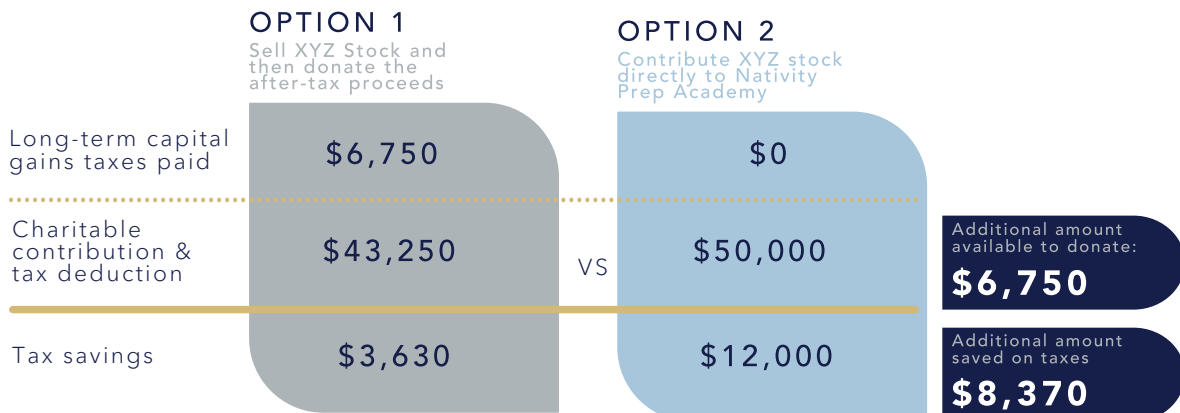 OPTION 1
Sell XYZ Stock and
then donate the
after-tax proceeds
OPTION 2
Contribute XYZ stock
directly to Nativity
Prep Academy
Long-term capital
gains taxes paid
$6,750
$0
Charitable
contribution &
tax deduction
$43,250
VS
$50,000
Additional amount
available to donate:
$6,750
Tax savings
$3,630
$12,000
Additional amount
saved on taxes
$8,370